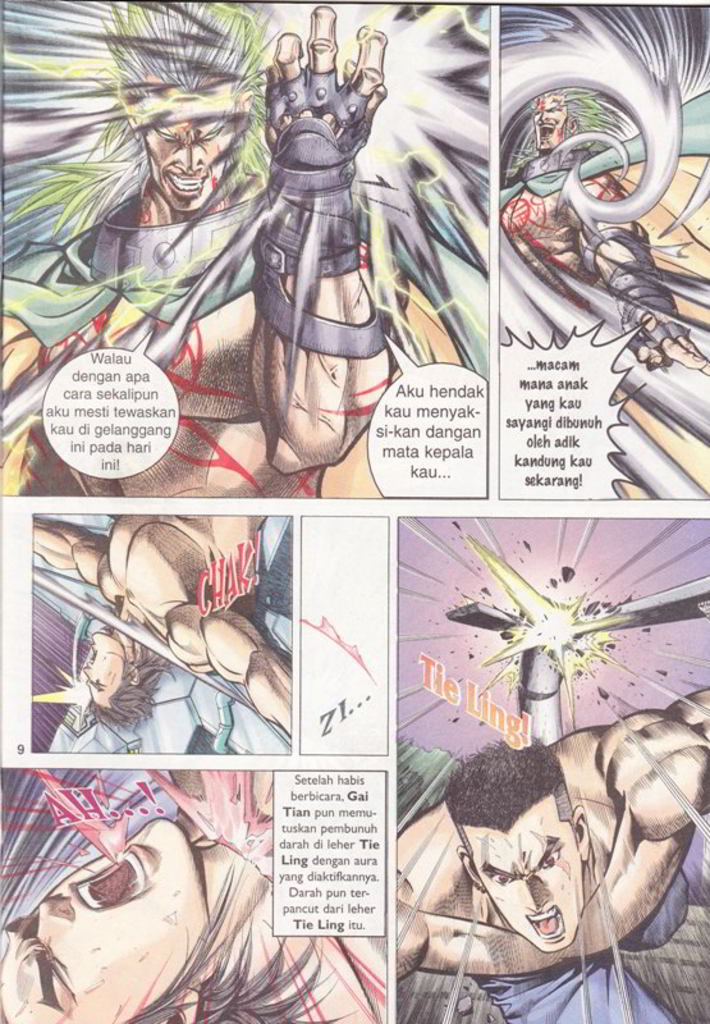 Walau
dengan apa
cara sekalipun
aku mesti tewaskan
kau di gelanggang
ini pada hari
ini!
Aku hendak
kau menyak-
si-kan dangan
mata kepala
kau...
...macam
mana anak
yang kau
sayangi dibunuh
oleh adik
kandung kau
sekarang!
CHAK!
ZI...
Tie Ling!
9
AH...!
Setelah habis
berbicara, Gai
Tian pun memu-
tuskan pembunuh
darah di leher Tie
Ling dengan aura
yang diaktifkannya.
Darah pun ter-
pancut dari leher
Tie Ling itu.